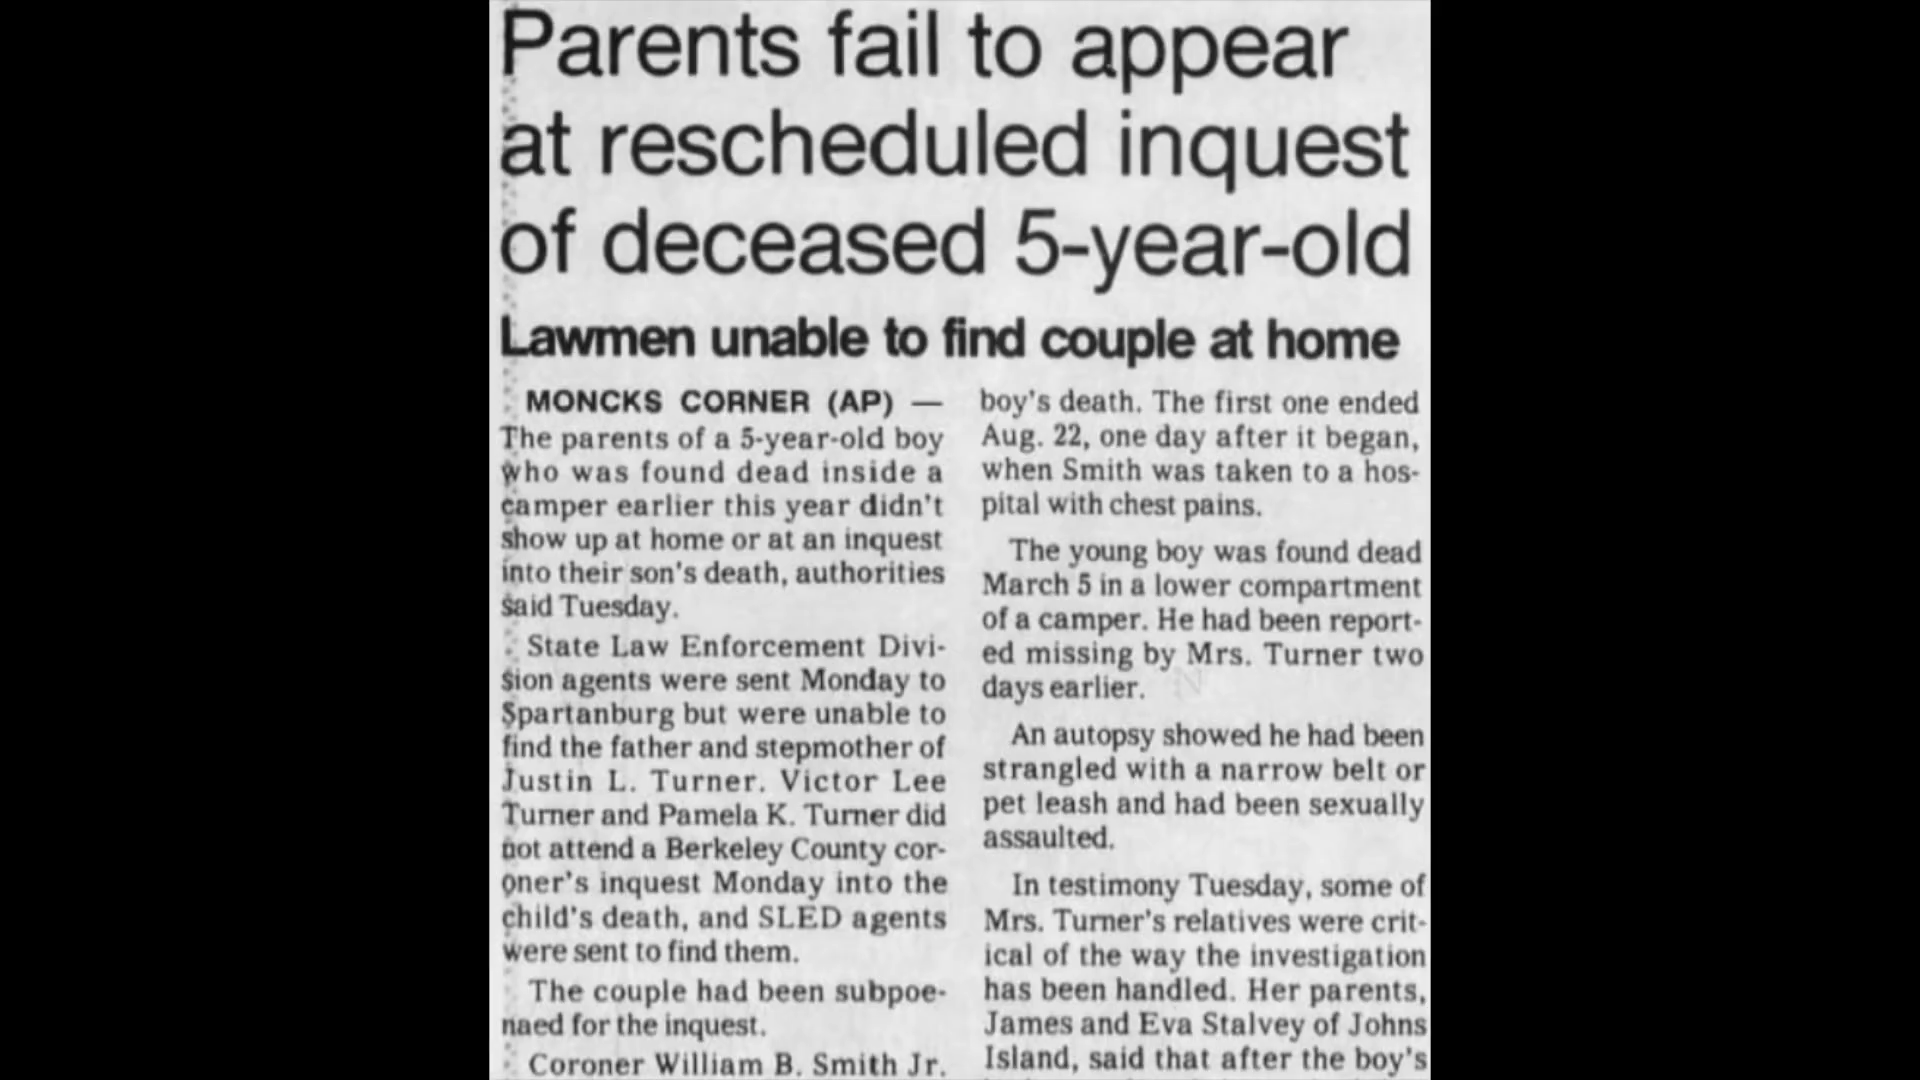 Parents fail to appear
at rescheduled inquest
of deceased 5-year-old
Lawmen unable to find couple at home
MONCKS CORNER (AP) —
The parents of a 5-year-old boy
who was found dead inside a
camper earlier this year didn't
show up at home or at an inquest
into their son's death, authorities
said Tuesday.
State Law Enforcement Divi-
sion agents were sent Monday to
Spartanburg but were unable to
find the father and stepmother of
Justin L. Turner. Victor Lee
Turner and Pamela K. Turner did
not attend a Berkeley County cor-
oner's inquest Monday into the
child's death, and SLED agents
were sent to find them.
The couple had been subpoe-
naed for the inquest.
Coroner William B. Smith Jr.
boy's death. The first one ended
Aug. 22, one day after it began,
when Smith was taken to a hos-
pital with chest pains.
The young boy was found dead
March 5 in a lower compartment
of a camper. He had been report-
ed missing by Mrs. Turner two
days earlier.
An autopsy showed he had been
strangled with a narrow belt or
pet leash and had been sexually
assaulted.
In testimony Tuesday, some of
Mrs. Turner's relatives were crit-
ical of the way the investigation
has been handled. Her parents,
James and Eva Stalvey of Johns
Island, said that after the boy's